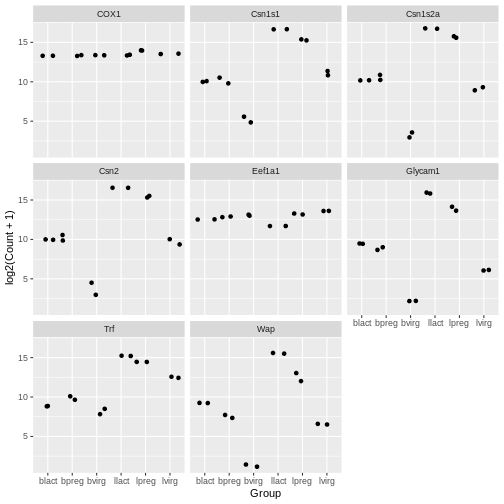 COX1 Csn1s1 Csn1s2a
15
10
5
Csn2 Eef1a1 Glycam1
15
10
5
blact bpreg bvirg llact lpreg lvirg
Trf Wap
15
10
5
blact bpreg bvirg llact lpreg lvirg blact bpreg bvirg llact lpreg lvirg
Group
log2(Count + 1)